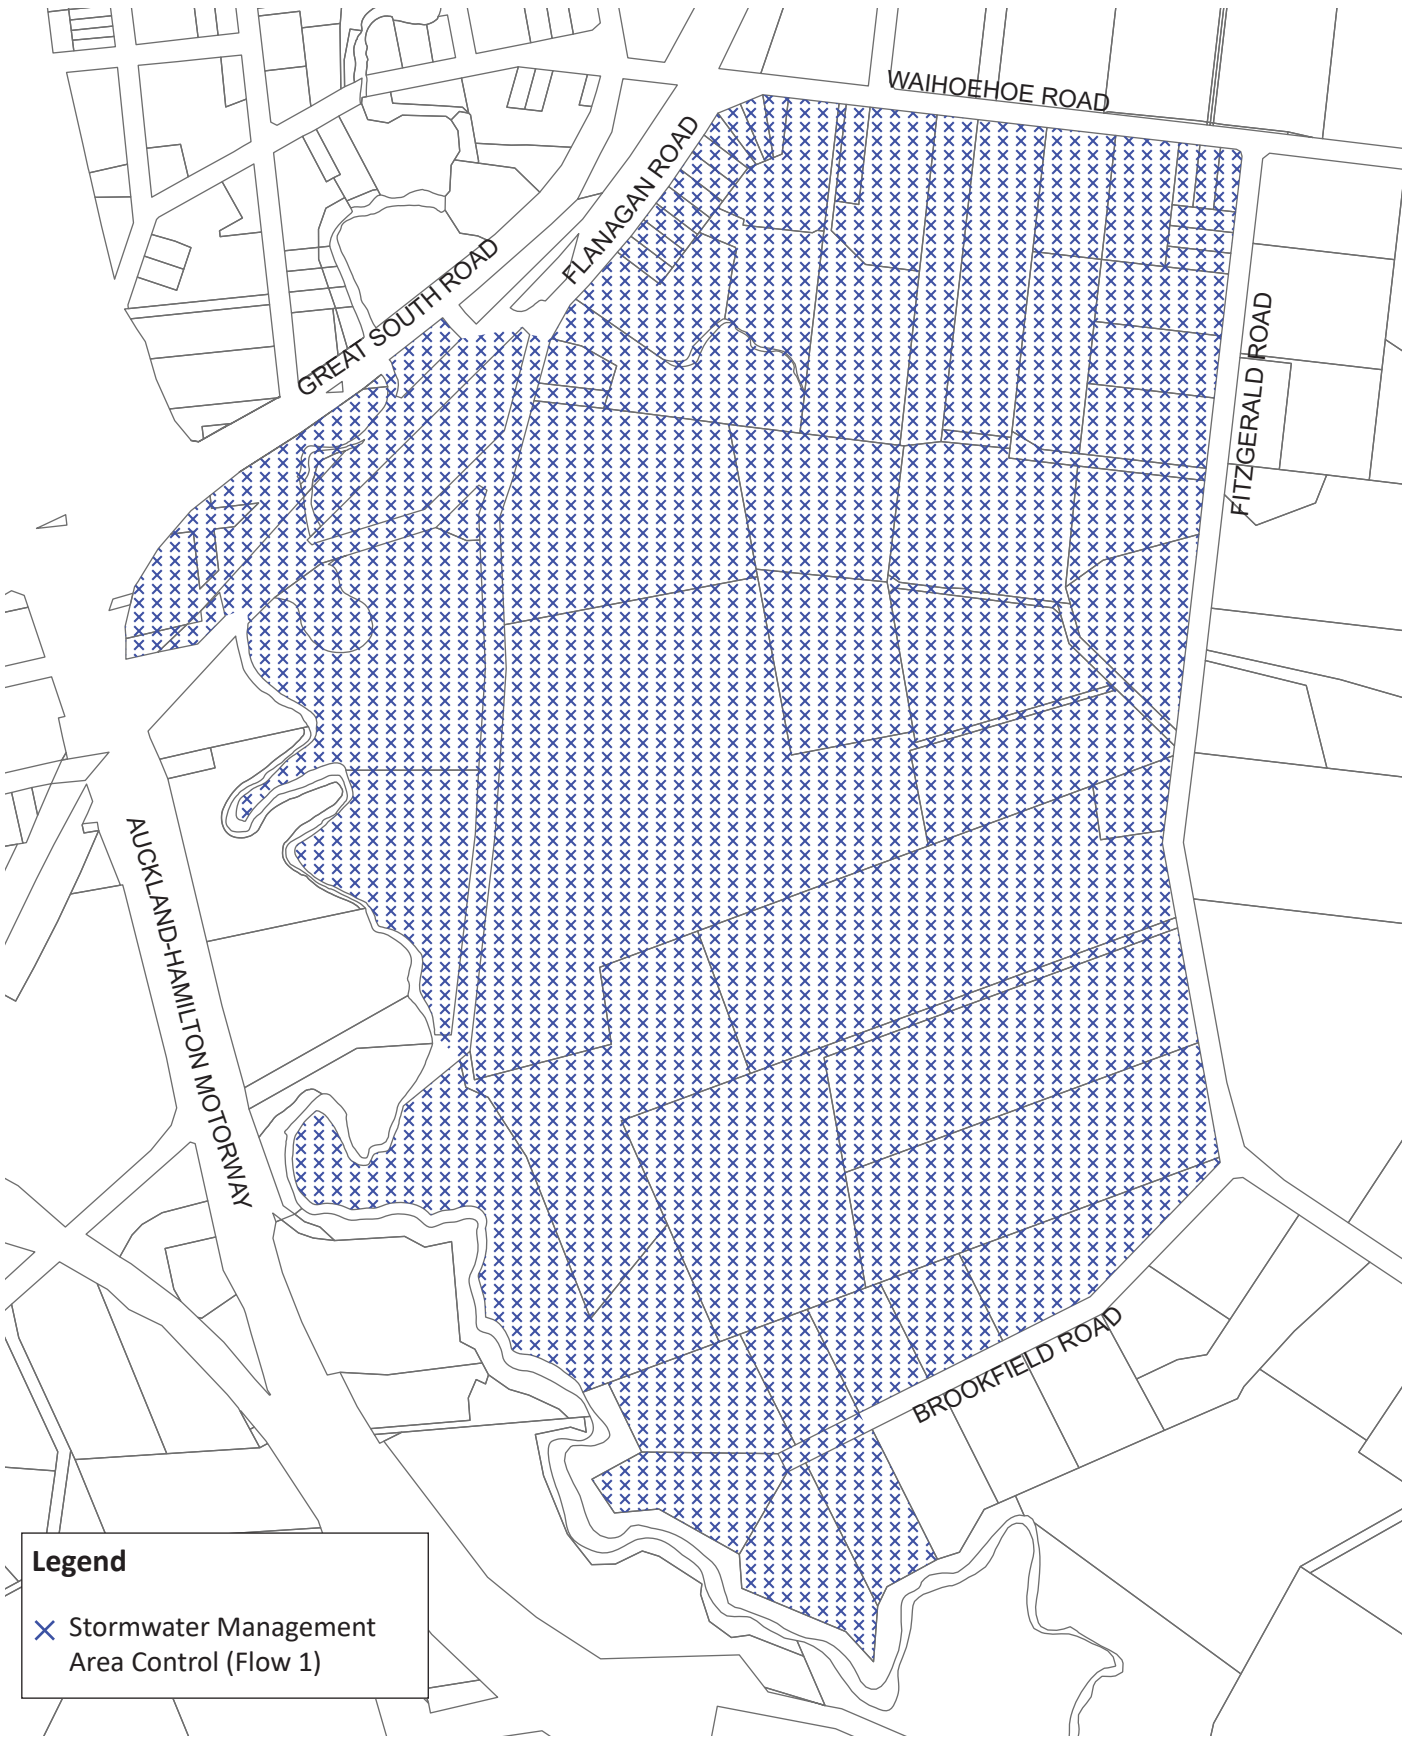 WAIHOEHOE ROAD
FLANAGAN ROAD
GREAT SOUTH ROAD
FITZGERALD ROAD
AUCKLAND-HAMILTON MOTORWAY
BROOKFIELD ROAD
Legend
Stormwater Management
Area Control (Flow 1)